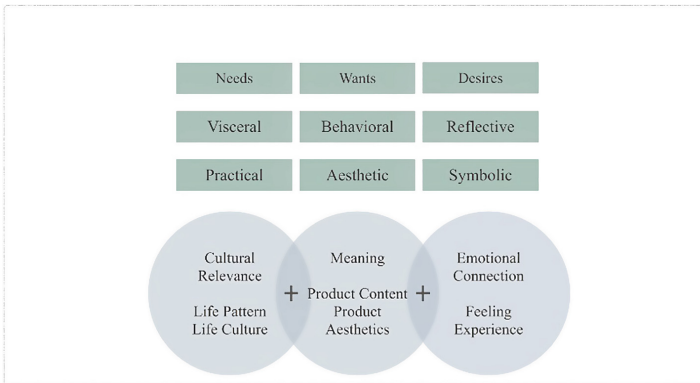 Needs Wants Desires
Visceral Behavioral Reflective
Practical Aesthetic Symbolic
Cultural
Relevance
Life Pattern
Life Culture
+
Meaning
Product Content
Product
Aesthetics
+
Emotional
Connection
Feeling
Experience